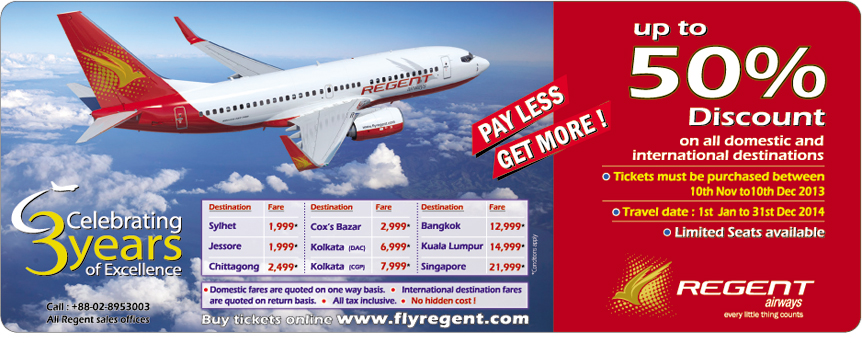 REGENT
airways
www.flyregent.com
PAY LESS
GET MORE !
up to
50%
Discount
on all domestic and
international destinations
Tickets must be purchased between
10th Nov to10th Dec 2013
Travel date : 1st Jan to 31st Dec 2014
Limited Seats available
REGENT
airways
every little thing counts
3 Celebrating
years
of Excellence
Call : +88-02-8953003
All Regent sales offices
Destination Fare Destination Fare Destination Fare
Sylhet 1,999* Cox's Bazar 2,999* Bangkok 12,999*
Jessore 1,999* Kolkata (DAC) 6,999* Kuala Lumpur 14,999*
Chittagong 2,499* Kolkata (CGP) 7,999* Singapore 21,999*
*Conditions apply
• Domestic fares are quoted on one way basis. • International destination fares
are quoted on return basis. • All tax inclusive. • No hidden cost !
Buy tickets online www.flyregent.com